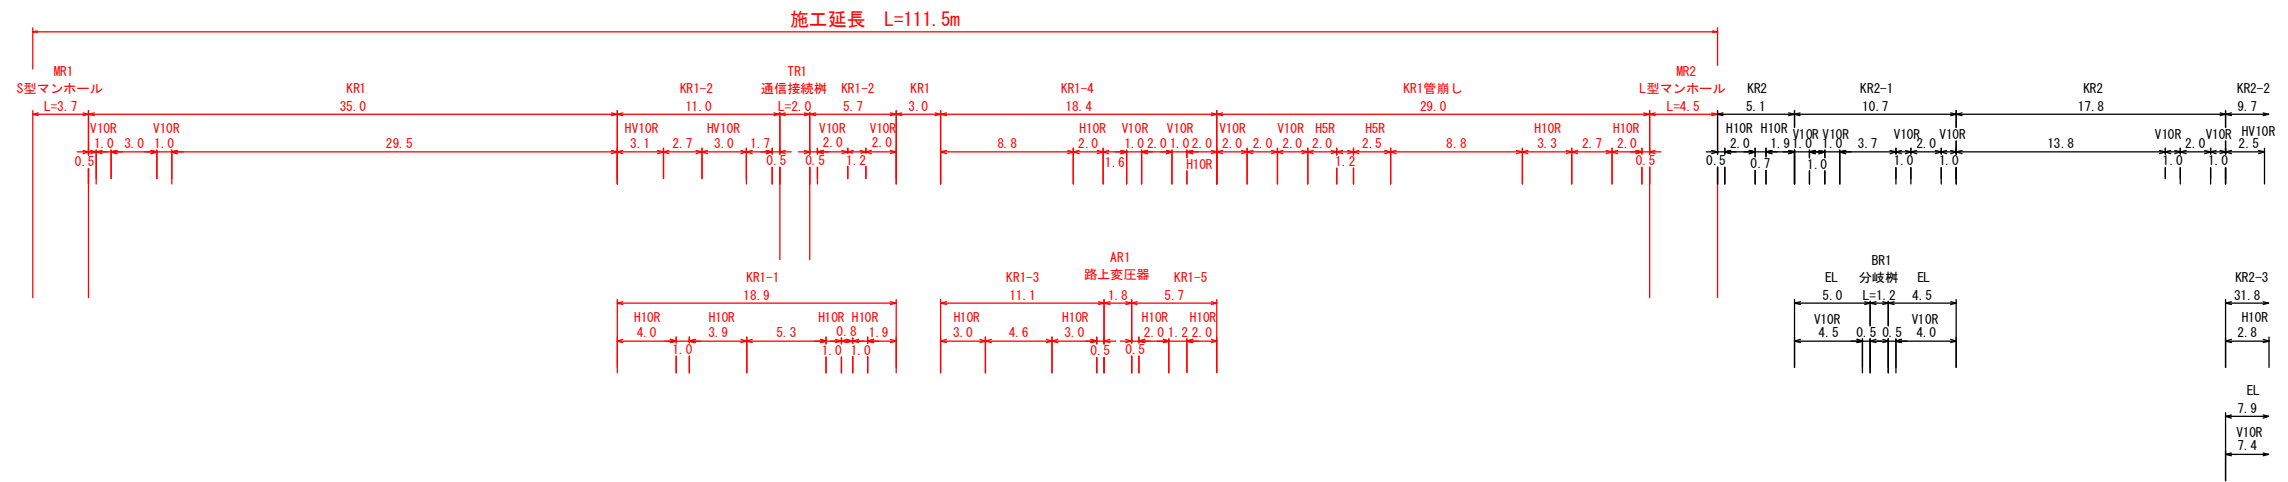 施工延長　L=111.5m
MR1 TR1 MR2
S型マンホール KR1 KR1-2 通信接続桝 KR1-2 KR1 KR1-4 KR1管崩し L型マンホール KR2 KR2-1 KR2 KR2-2
L=3.7 35.0 11.0 L=2.0 5.7 3.0 18.4 29.0 L=4.5 5.1 10.7 17.8 9.7
V10R V10R HV10R HV10R V10R V10R H10R V10R V10R V10R V10R H5R H5R H10R H10R H10R H10R V10R V10R V10R V10R V10R V10R HV10R
1.0 3.0 1.0 29.5 3.1 2.7 3.0 1.7 2.0 2.0 8.8 2.0 1.0 2.0 1.0 2.0 2.0 2.0 2.0 2.0 2.5 8.8 3.3 2.7 2.0 2.0 1.9 1.0 1.0 3.7 2.0 13.8 2.0 2.5
0.5 0.5 0.5 1.2 1.6 H10R 1.2 0.5 0.5 0.7 1.0 1.0 1.0 1.0 1.0
AR1 BR1
KR1-1 KR1-3 路上変圧器 KR1-5 EL 分岐桝 EL KR2-3
18.9 11.1 1.8 5.7 5.0 L=1.2 4.5 31.8
H10R H10R H10R H10R H10R H10R H10R H10R V10R V10R H10R
4.0 3.9 5.3 0.8 1.9 3.0 4.6 3.0 2.0 1.2 2.0 4.5 0.5 0.5 4.0 2.8
1.0 1.0 1.0 0.5 0.5
EL
7.9
V10R
7.4